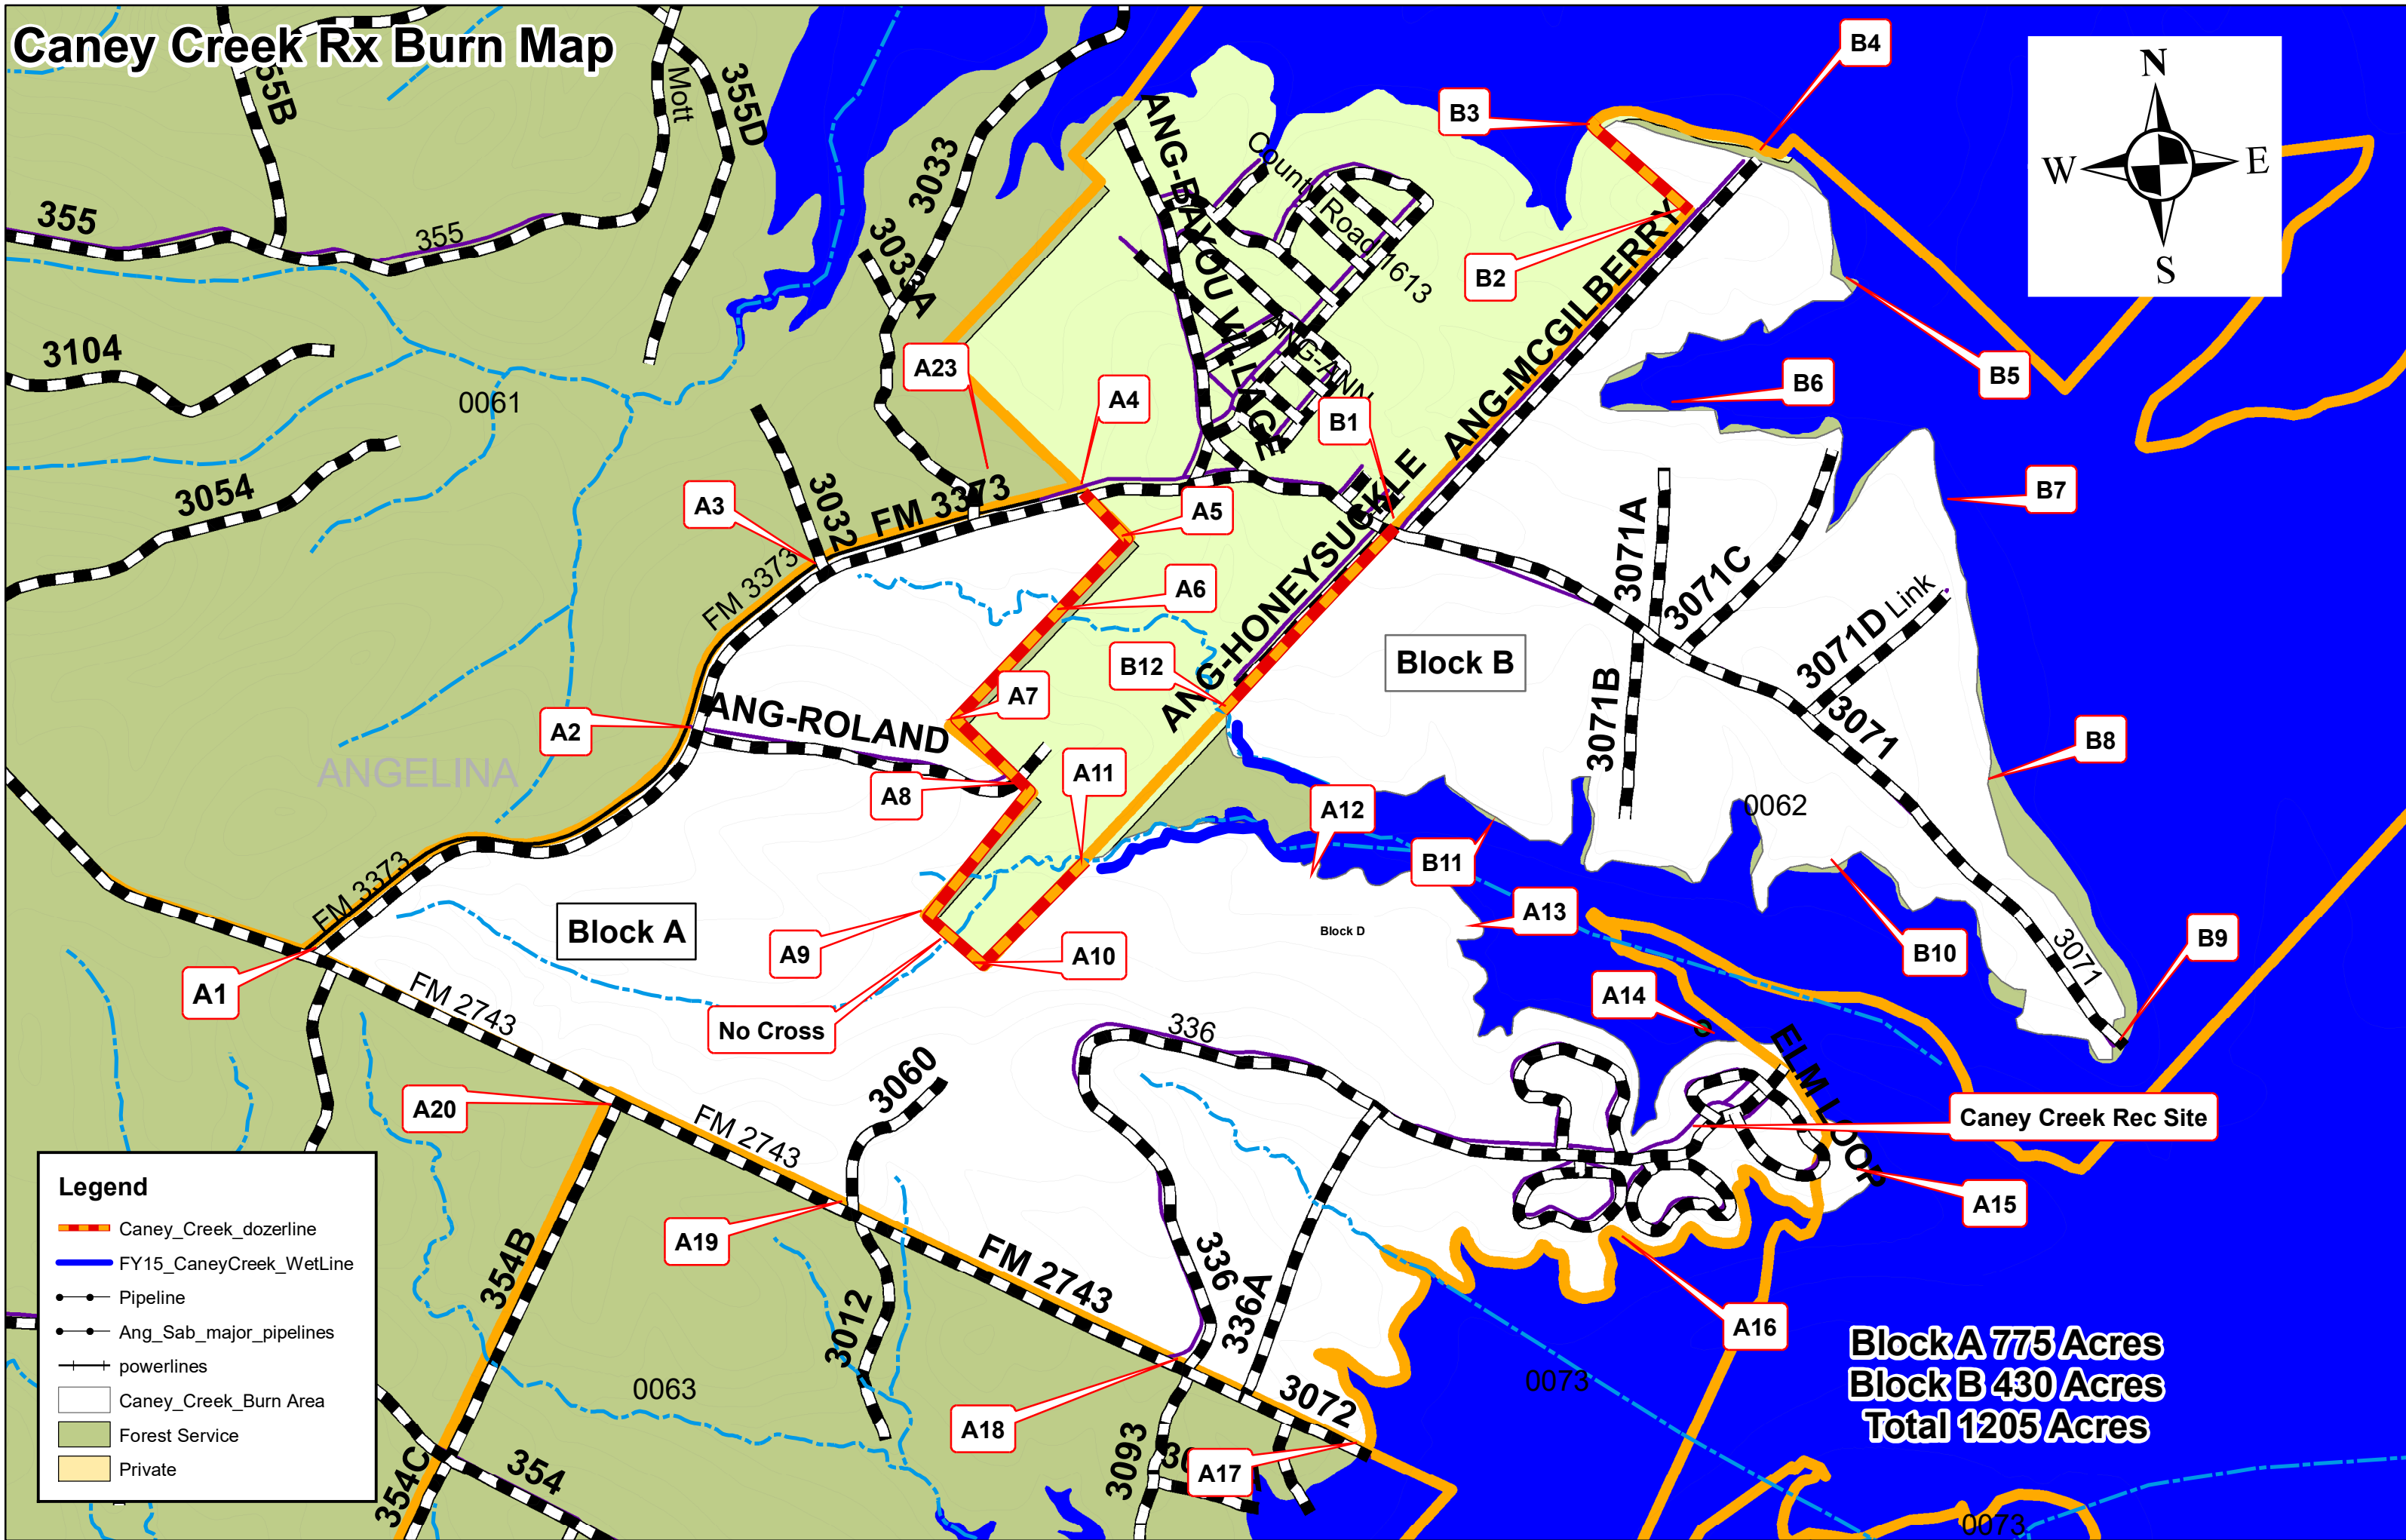 Caney Creek Rx Burn Map
55B
Mott
355D
3033
ANG-BAYOU VILLAGE
County Road 1613
B3
B4
N
W
E
S
355
355
3033A
B2
ANG-MCGILBERRY
3104
0061
A23
A4
ANG-ANN
B1
B6
B5
3054
A3
3032
FM 3373
A5
B7
FM 3373
A6
ANG-HONEYSUCKLE
3071A
3071C
3071D
Link
B12
Block B
A2
ANG-ROLAND
A7
3071B
3071
B8
ANGELINA
A8
A11
A12
0062
B11
FM 3373
Block A
A9
A10
Block D
A13
B10
3071
B9
A1
FM 2743
No Cross
A14
336
ELM LOOP
3060
A20
FM 2743
Caney Creek Rec Site
A19
A15
354B
FM 2743
336
336A
3012
A16
0063
0073
3072
A18
3093
A17
354C
354
0073
Block A 775 Acres
Block B 430 Acres
Total 1205 Acres
Legend
Caney_Creek_dozerline
FY15_CaneyCreek_WetLine
Pipeline
Ang_Sab_major_pipelines
powerlines
Caney_Creek_Burn Area
Forest Service
Private